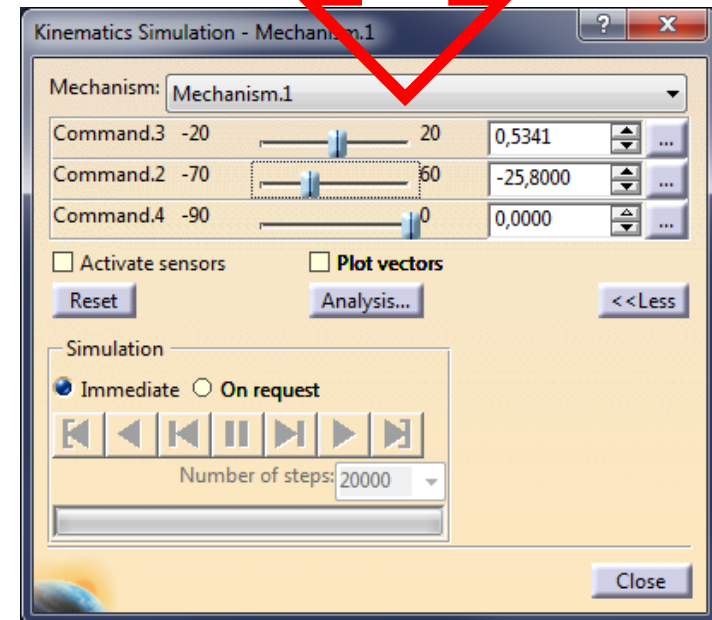 Kinematics Simulation - Mechanism.1
?
X
Mechanism: Mechanism.1
Command.3 -20 20 0,5341 ...
Command.2 -70 60 -25,8000 ...
Command.4 -90 0 0,0000 ...
Activate sensors Plot vectors
Reset Analysis... <<Less
Simulation
Immediate On request
Number of steps: 20000
Close